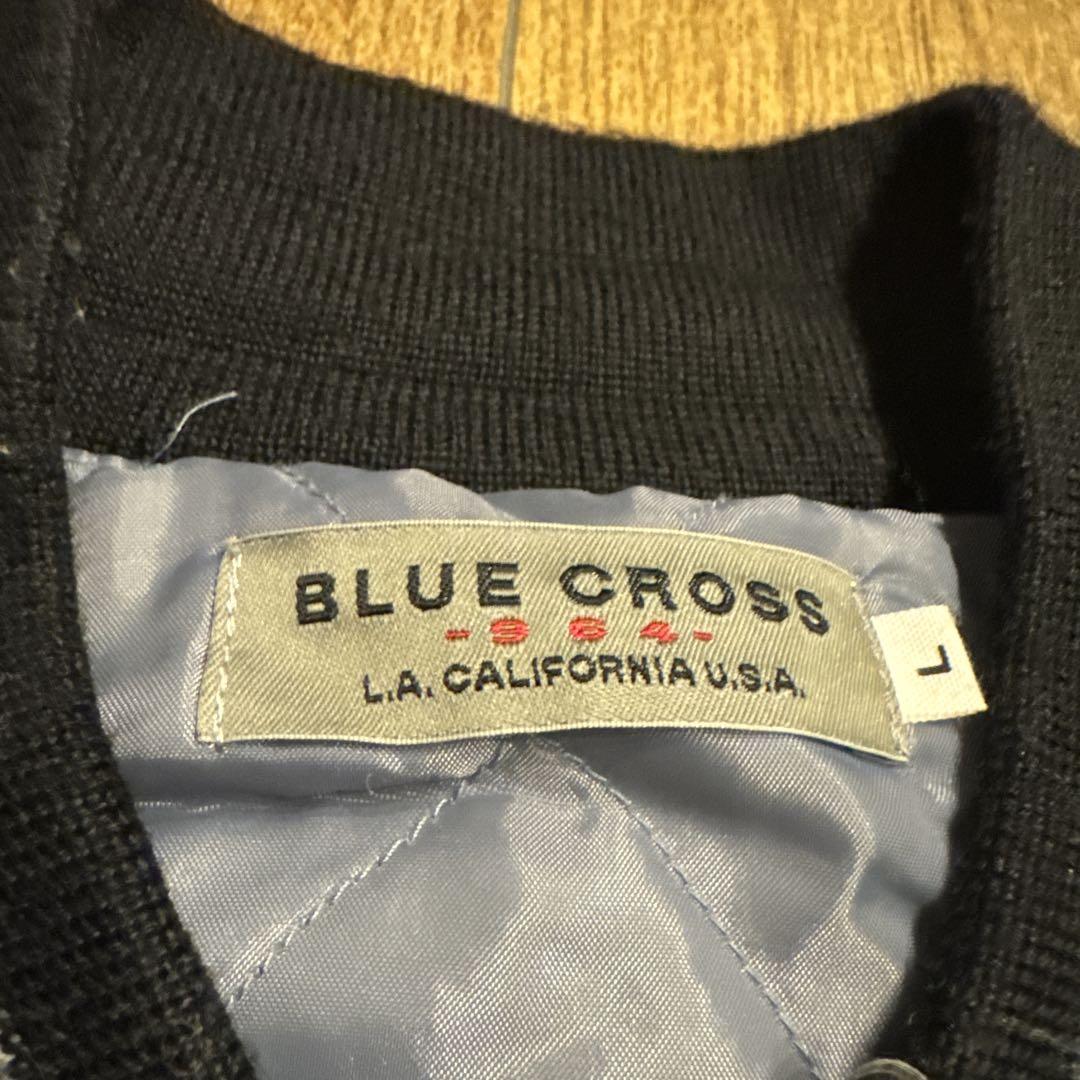 BLUE CROSS
-964-
L.A. CALIFORNIA U.S.A.
L